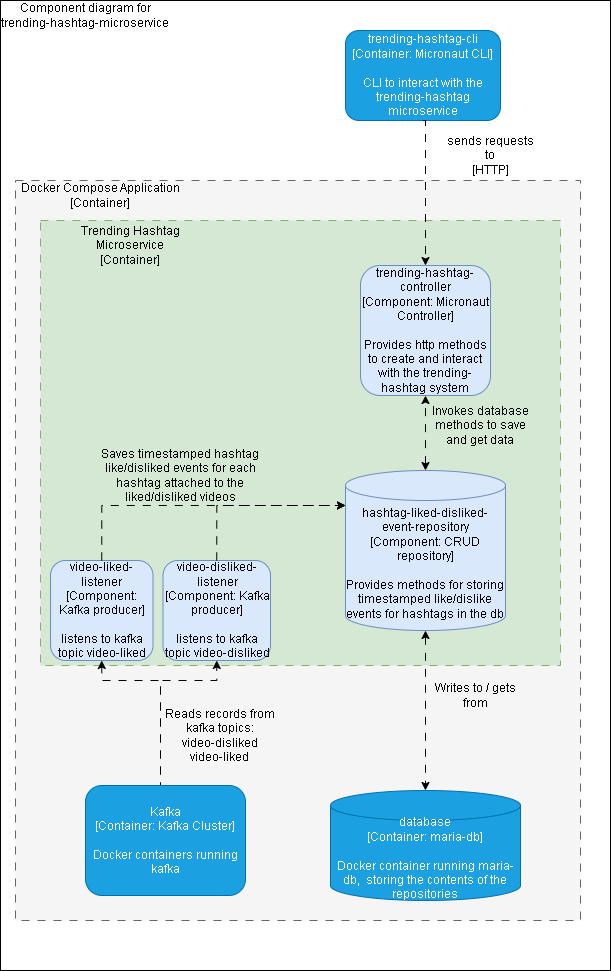 Component diagram for
trending-hashtag-microservice
trending-hashtag-cli
[Container: Micronaut CLI]
CLI to interact with the
trending-hashtag
microservice
sends requests
to
[HTTP]
Docker Compose Application
[Container]
Trending Hashtag
Microservice
[Container]
trending-hashtag-
controller
[Component: Micronaut
Controller]
Provides http methods
to create and interact
with the trending-
hashtag system
Invokes database
methods to save
and get data
Saves timestamped hashtag
like/disliked events for each
hashtag attached to the
liked/disliked videos
hashtag-liked-disliked-
event-repository
[Component: CRUD
repository]
Provides methods for storing
timestamped like/dislike
events for hashtags in the db
video-liked-
listener
[Component:
Kafka producer]
listens to kafka
topic video-liked
video-disliked-
listener
[Component: Kafka
producer]
listens to kafka
topic video-disliked
Writes to / gets
from
Reads records from
kafka topics:
video-disliked
video-liked
Kafka
[Container: Kafka Cluster]
Docker containers running
kafka
database
[Container: maria-db]
Docker container running maria-
db, storing the contents of the
repositories